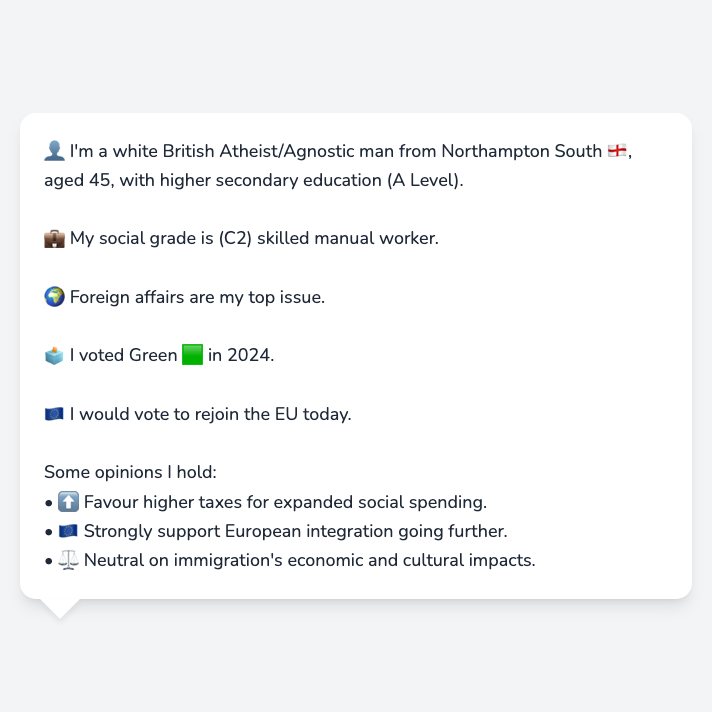 👤 I'm a white British Atheist/Agnostic man from Northampton South 🏴󠁧󠁢󠁥󠁮󠁧󠁿,
aged 45, with higher secondary education (A Level).
💼 My social grade is (C2) skilled manual worker.
🌍 Foreign affairs are my top issue.
🗳️ I voted Green 🟩 in 2024.
🇪🇺 I would vote to rejoin the EU today.
Some opinions I hold:
• ⬆️ Favour higher taxes for expanded social spending.
• 🇪🇺 Strongly support European integration going further.
• ⚖️ Neutral on immigration's economic and cultural impacts.